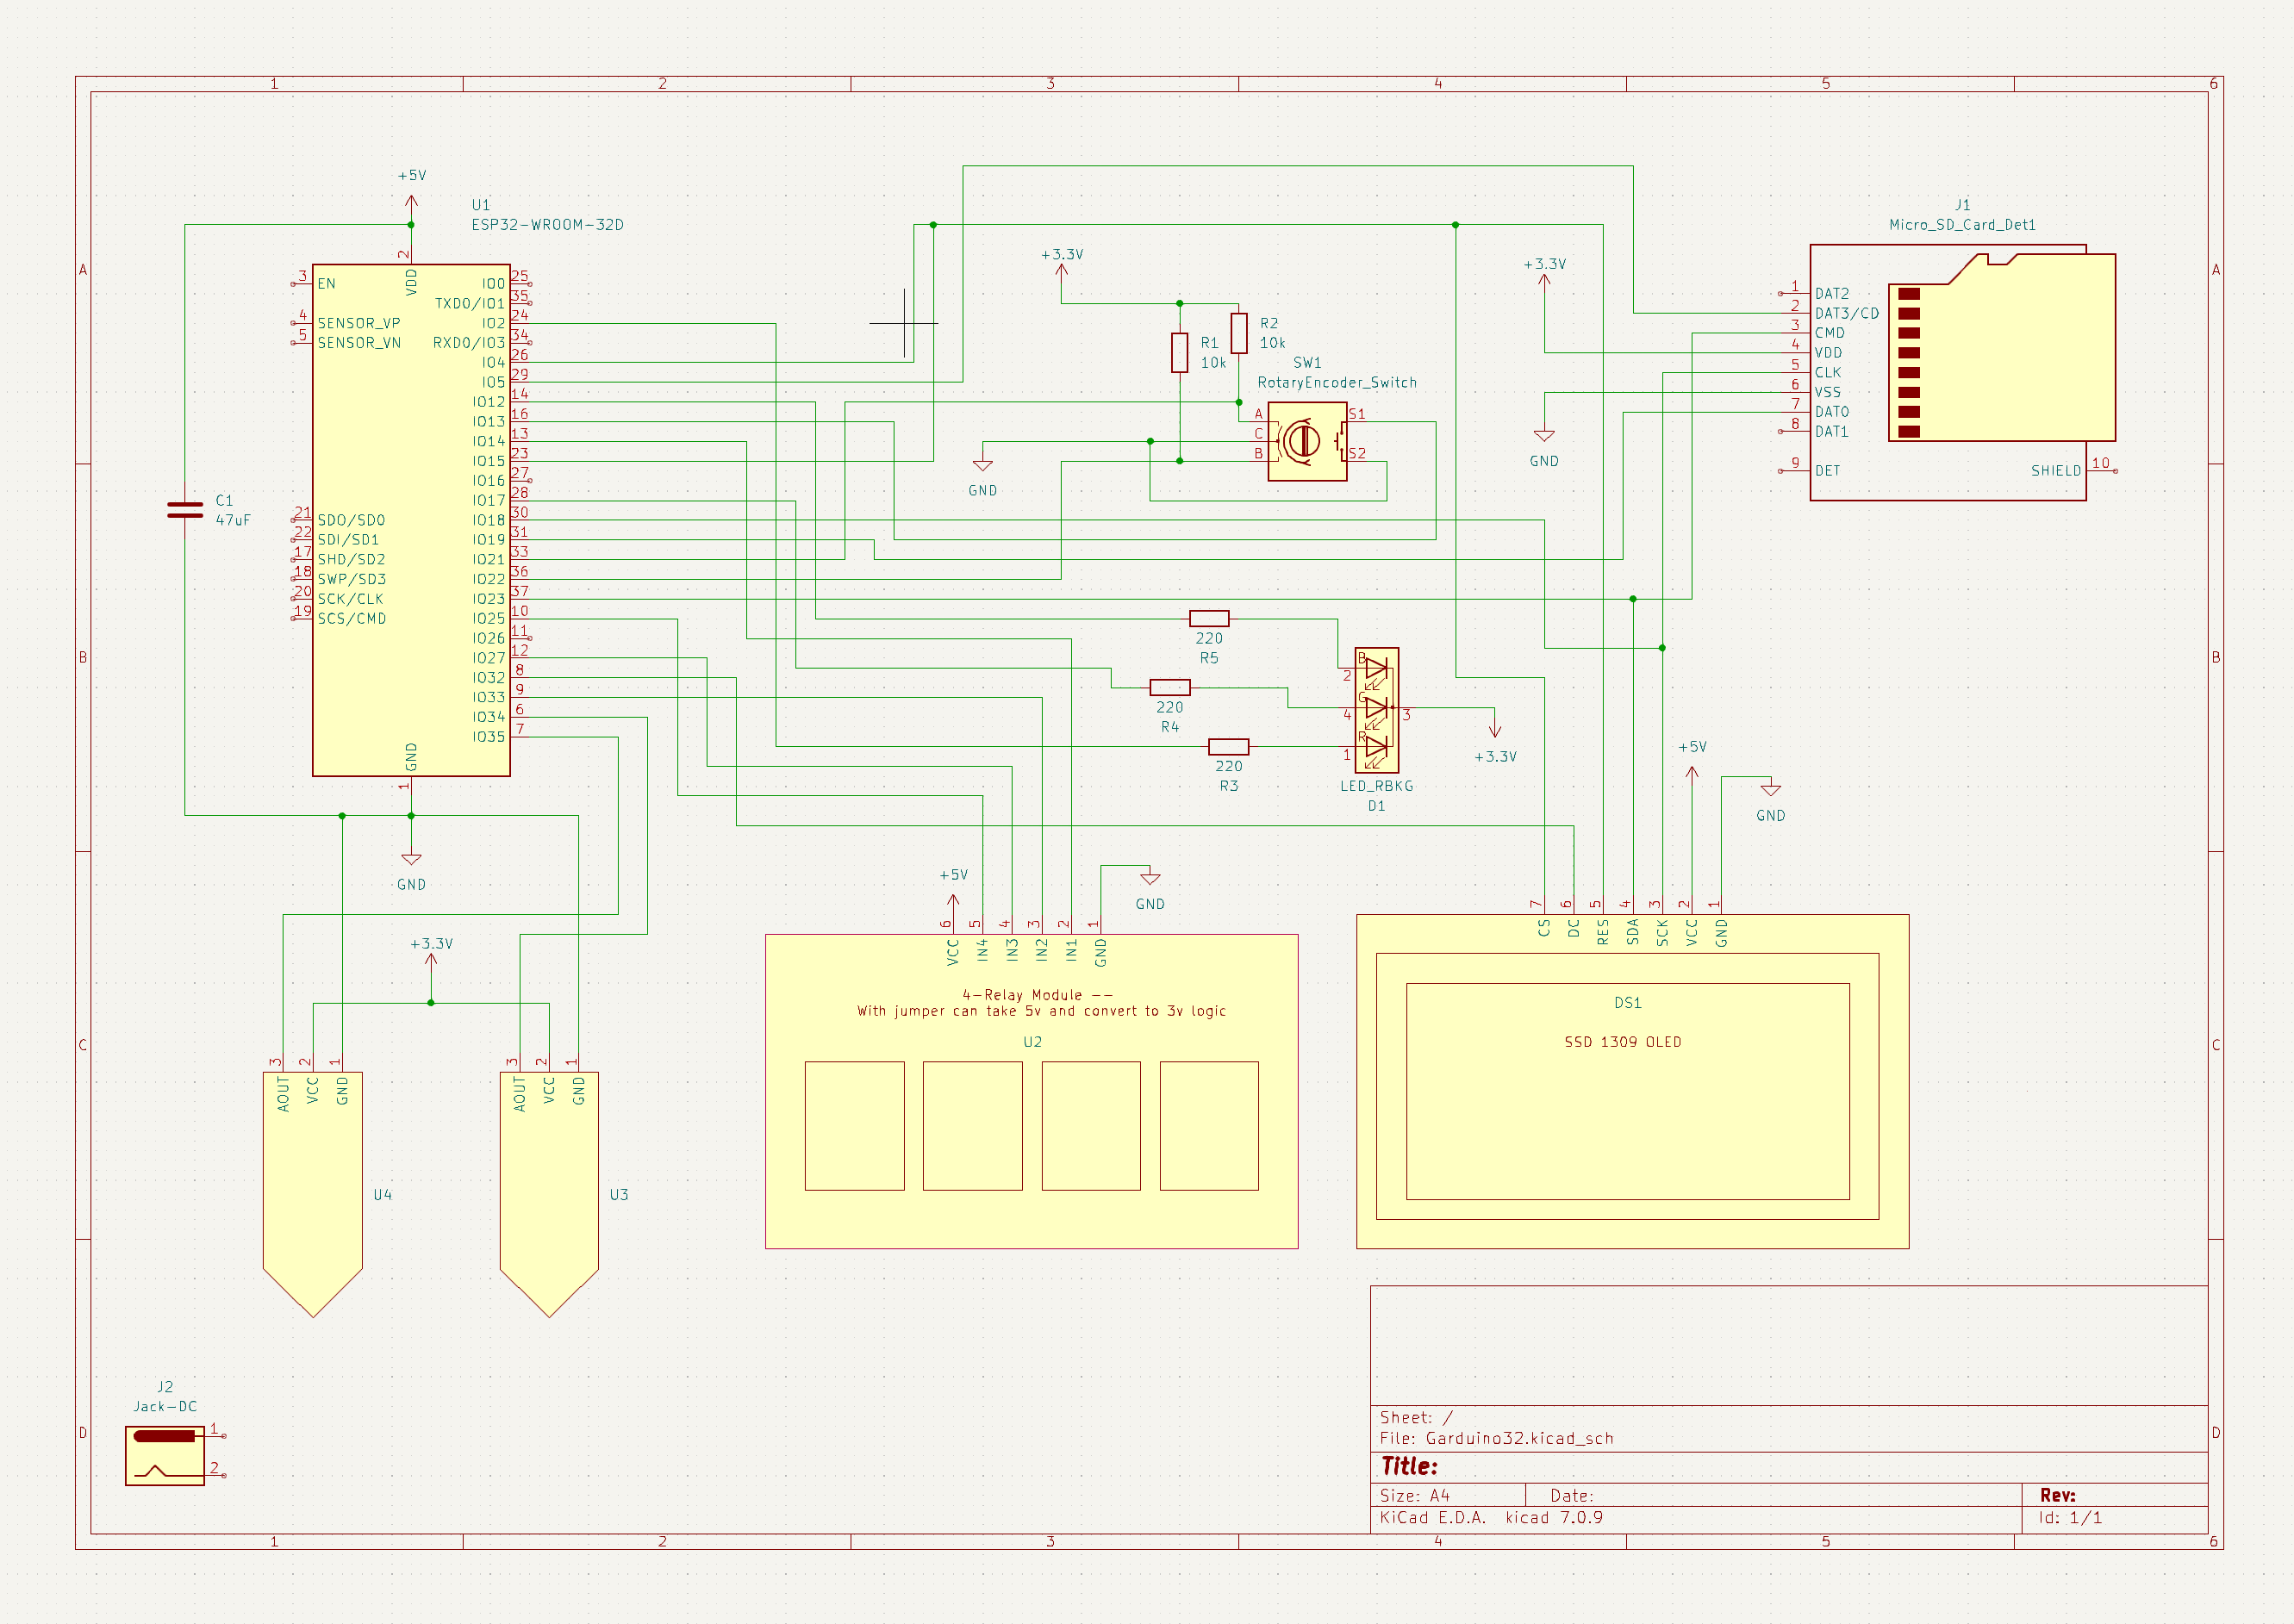 1 2 3 4 5 6
A B C D
+5V
U1
ESP32-WROOM-32D
2
VDD
3 EN
4 SENSOR_VP
5 SENSOR_VN
21 SDO/SD0
22 SDI/SD1
17 SHD/SD2
18 SWP/SD3
20 SCK/CLK
19 SCS/CMD
IO0 25
TXD0/IO1 35
IO2 24
RXD0/IO3 34
IO4 26
IO5 29
IO12 14
IO13 16
IO14 13
IO15 23
IO16 27
IO17 28
IO18 30
IO19 31
IO21 33
IO22 36
IO23 37
IO25 10
IO26 11
IO27 12
IO32 8
IO33 9
IO34 6
IO35 7
GND
1
GND
C1
47uF
+3.3V
R1
10k
R2
10k
SW1
RotaryEncoder_Switch
A
C
B
S1
S2
GND
+3.3V
GND
J1
Micro_SD_Card_Det1
1 DAT2
2 DAT3/CD
3 CMD
4 VDD
5 CLK
6 VSS
7 DAT0
8 DAT1
9 DET
SHIELD 10
220
R5
220
R4
220
R3
B
2
G
4
3
R
1
LED_RBKG
D1
+3.3V
+5V
GND
+3.3V
3 2 1
AOUT VCC GND
U4
3 2 1
AOUT VCC GND
U3
+5V
GND
6 5 4 3 2 1
VCC IN4 IN3 IN2 IN1 GND
4-Relay Module --
With jumper can take 5v and convert to 3v logic
U2
7 6 5 4 3 2 1
CS DC RES SDA SCK VCC GND
DS1
SSD 1309 OLED
J2
Jack-DC
1
2
Sheet: /
File: Garduino32.kicad_sch
Title:
Size: A4 Date: Rev:
KiCad E.D.A. kicad 7.0.9 Id: 1/1
A B C D
1 2 3 4 5 6